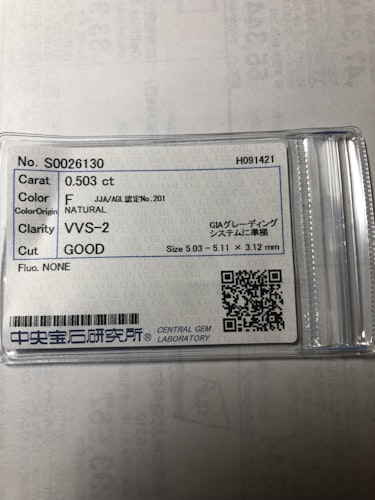 No. S0026130 H091421
Carat 0.503 ct
Color F JJA/AGL認定No.201
ColorOrigin NATURAL
Clarity VVS-2 GIAグレーディング
システムに準拠
Cut GOOD Size 5.03 - 5.11 × 3.12 mm
Fluo. NONE
中央宝石研究所® CENTRAL GEM
LABORATORY